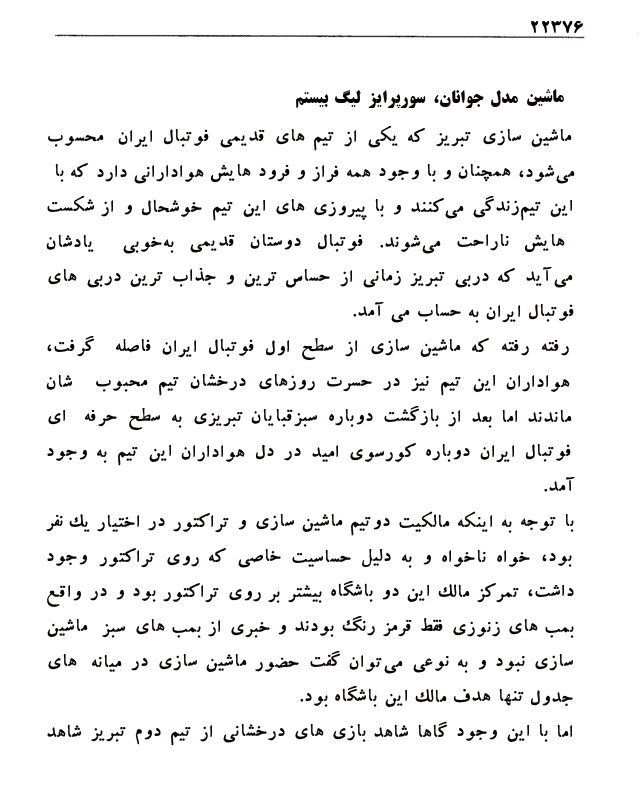 ۲۲۳۷۶
ماشین مدل جوانان، سورپرایز لیگ بیستم
ماشین سازی تبریز که یکی از تیم های قدیمی فوتبال ایران محسوب
می‌شود، همچنان و با وجود همه فراز و فرود هایش هوادارانی دارد که با
این تیم‌زندگی می‌کنند و با پیروزی های این تیم خوشحال و از شکست
هایش ناراحت می‌شوند. فوتبال دوستان قدیمی به‌خوبی یادشان
می‌آید که دربی تبریز زمانی از حساس ترین و جذاب ترین دربی های
فوتبال ایران به حساب می آمد.
رفته رفته که ماشین سازی از سطح اول فوتبال ایران فاصله گرفت،
هواداران این تیم نیز در حسرت روزهای درخشان تیم محبوب شان
ماندند اما بعد از بازگشت دوباره سبزقبایان تبریزی به سطح حرفه ای
فوتبال ایران دوباره کورسوی امید در دل هواداران این تیم به وجود
آمد.
با توجه به اینکه مالکیت دوتیم ماشین سازی و تراکتور در اختیار یك نفر
بود، خواه ناخواه و به دلیل حساسیت خاصی که روی تراکتور وجود
داشت، تمرکز مالك این دو باشگاه بیشتر بر روی تراکتور بود و در واقع
بمب های زنوزی فقط قرمز رنگ بودند و خبری از بمب های سبز ماشین
سازی نبود و به نوعی می‌توان گفت حضور ماشین سازی در میانه های
جدول تنها هدف مالك این باشگاه بود.
اما با این وجود گاها شاهد بازی های درخشانی از تیم دوم تبریز شاهد